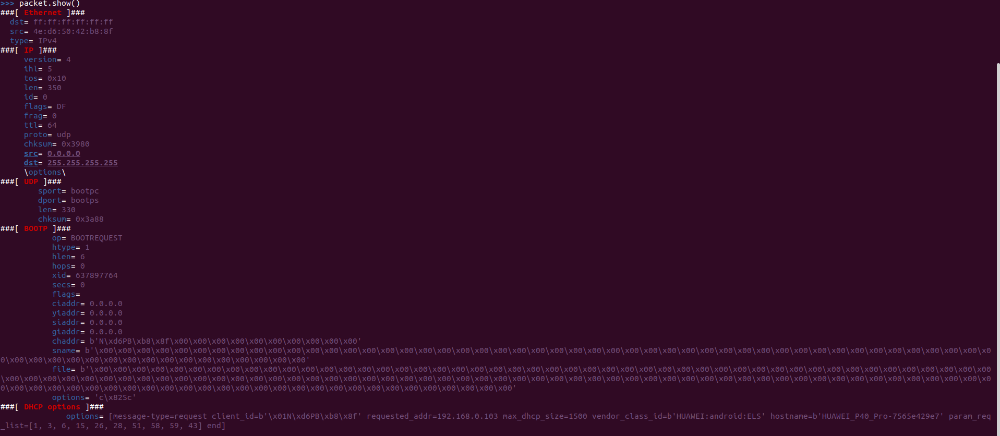 >>> packet.show()
###[ Ethernet ]###
dst= ff:ff:ff:ff:ff:ff
src= 4e:d6:50:42:b8:8f
type= IPv4
###[ IP ]###
version= 4
ihl= 5
tos= 0x10
len= 350
id= 0
flags= DF
frag= 0
ttl= 64
proto= udp
chksum= 0x3980
src= 0.0.0.0
dst= 255.255.255.255
\options\
###[ UDP ]###
sport= bootpc
dport= bootps
len= 330
chksum= 0x3a88
###[ BOOTP ]###
op= BOOTREQUEST
htype= 1
hlen= 6
hops= 0
xid= 637897764
secs= 0
flags=
ciaddr= 0.0.0.0
yiaddr= 0.0.0.0
siaddr= 0.0.0.0
giaddr= 0.0.0.0
chaddr= b'N\xd6PB\xb8\x8f\x00\x00\x00\x00\x00\x00\x00\x00\x00\x00'
sname= b'\x00\x00\x00\x00\x00\x00\x00\x00\x00\x00\x00\x00\x00\x00\x00\x00\x00\x00\x00\x00\x00\x00\x00\x00\x00\x00\x00\x00\x00\x00\x00\x00\x00\x00\x00\x00\x00\x00\x00\x00\x00\x00\x00\x00\x00\x00\x00\x0
0\x00\x00\x00\x00\x00\x00\x00\x00\x00\x00\x00\x00\x00\x00\x00\x00'
file= b'\x00\x00\x00\x00\x00\x00\x00\x00\x00\x00\x00\x00\x00\x00\x00\x00\x00\x00\x00\x00\x00\x00\x00\x00\x00\x00\x00\x00\x00\x00\x00\x00\x00\x00\x00\x00\x00\x00\x00\x00\x00\x00\x00\x00\x00\x00\x00\x00
\x00\x00\x00\x00\x00\x00\x00\x00\x00\x00\x00\x00\x00\x00\x00\x00\x00\x00\x00\x00\x00\x00\x00\x00\x00\x00\x00\x00\x00\x00\x00\x00\x00\x00\x00\x00\x00\x00\x00\x00\x00\x00\x00\x00\x00\x00\x00\x00\x00\x00\x00\x00\x0
0\x00\x00\x00\x00\x00\x00\x00\x00\x00\x00\x00\x00\x00\x00\x00\x00\x00\x00\x00\x00\x00\x00\x00\x00\x00\x00\x00'
options= 'c\x82Sc'
###[ DHCP options ]###
options= [message-type=request client_id=b'\x01N\xd6PB\xb8\x8f' requested_addr=192.168.0.103 max_dhcp_size=1500 vendor_class_id=b'HUAWEI:android:ELS' hostname=b'HUAWEI_P40_Pro-7565e429e7' param_req
_list=[1, 3, 6, 15, 26, 28, 51, 58, 59, 43] end]